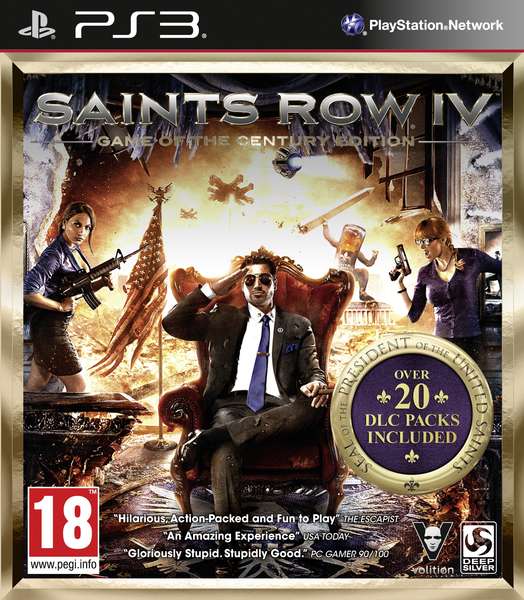 PS3
PlayStation®Network
SAINTS ROW IV
GAME OF THE CENTURY EDITION
SEAL OF THE PRESIDENT OF THE UNITED SAINTS
OVER
20
DLC PACKS
INCLUDED
18
www.pegi.info
"Hilarious, Action-Packed and Fun to Play" THE ESCAPIST
"An Amazing Experience" USA TODAY
"Gloriously Stupid. Stupidly Good." PC GAMER 90/100
volition
DEEP
SILVER